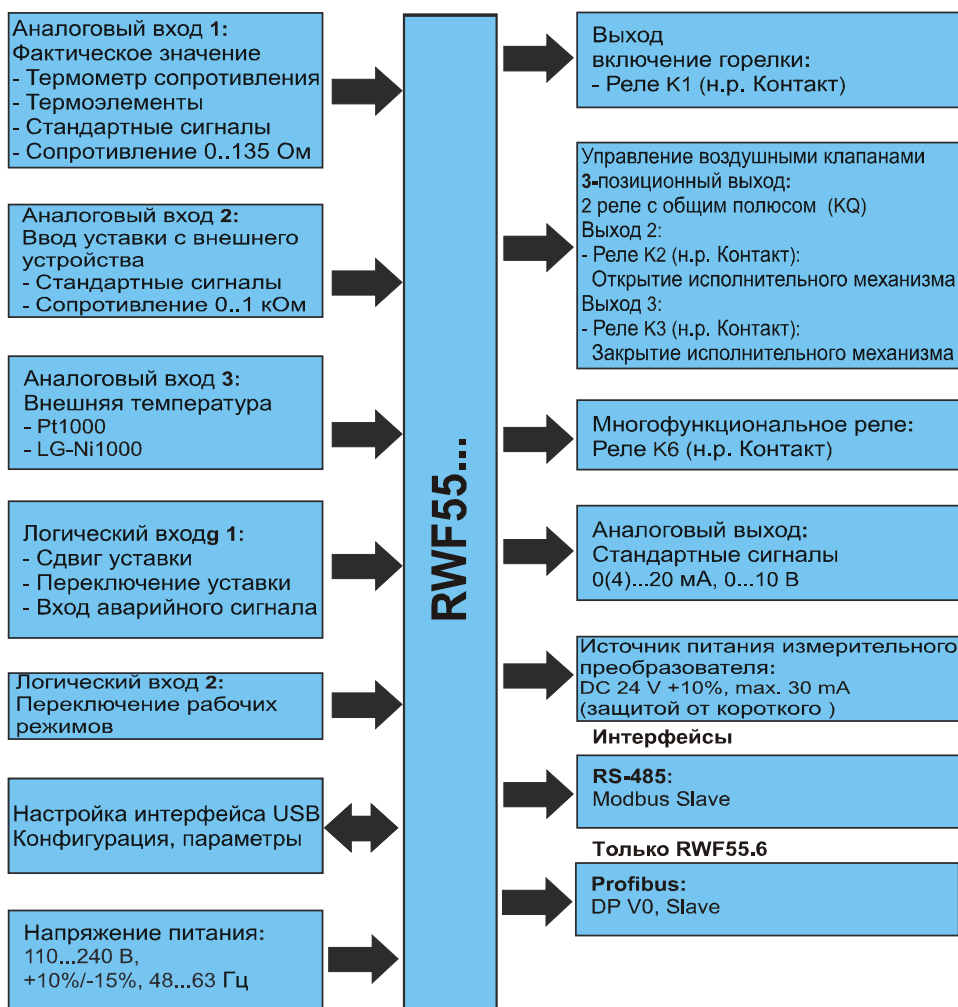 Аналоговый вход 1:
Фактическое значение
- Термометр сопротивления
- Термоэлементы
- Стандартные сигналы
- Сопротивление 0..135 Ом
Аналоговый вход 2:
Ввод уставки с внешнего
устройства
- Стандартные сигналы
- Сопротивление 0..1 кОм
Аналоговый вход 3:
Внешняя температура
- Pt1000
- LG-Ni1000
Логический входg 1:
- Сдвиг уставки
- Переключение уставки
- Вход аварийного сигнала
Логический вход 2:
Переключение рабочих
режимов
Настройка интерфейса USB
Конфигурация, параметры
Напряжение питания:
110...240 В,
+10%/-15%, 48...63 Гц
RWF55...
Выход
включение горелки:
- Реле K1 (н.р. Контакт)
Управление воздушными клапанами
3-позиционный выход:
2 реле с общим полюсом (KQ)
Выход 2:
- Реле K2 (н.р. Контакт):
Открытие исполнительного механизма
Выход 3:
- Реле K3 (н.р. Контакт):
Закрытие исполнительного механизма
Многофункциональное реле:
Реле K6 (н.р. Контакт)
Аналоговый выход:
Стандартные сигналы
0(4)...20 мА, 0...10 В
Источник питания измерительного
преобразователя:
DC 24 V +10%, max. 30 mA
(защитой от короткого )
Интерфейсы
RS-485:
Modbus Slave
Только RWF55.6
Profibus:
DP V0, Slave